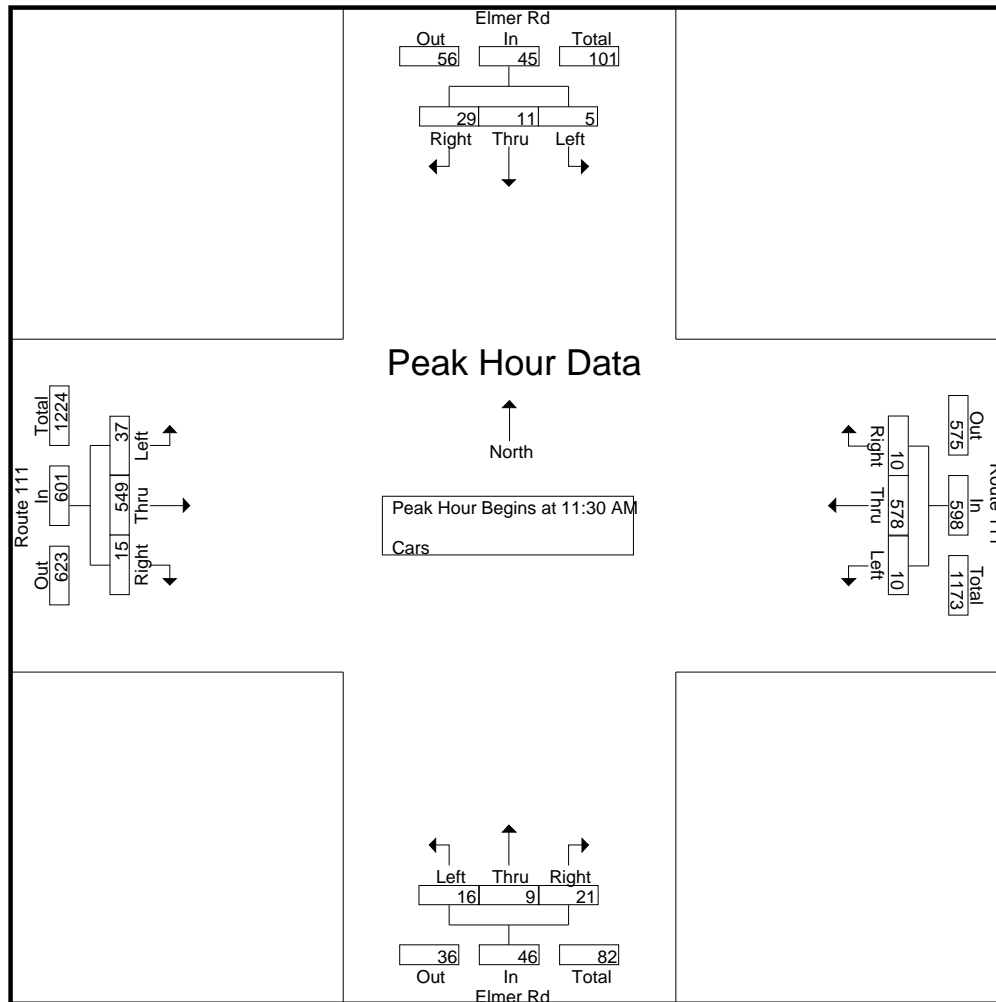 Elmer Rd
Out In Total
56 45 101
29 11 5
Right Thru Left
Peak Hour Data
North
Peak Hour Begins at 11:30 AM
Cars
Route 111
Total In Out
1224 601 623
37 549 15
Left Thru Right
Out In Total
575 598 1173
10 578 10
Right Thru Left
Left Thru Right
16 9 21
36 46 82
Out In Total
Elmer Rd